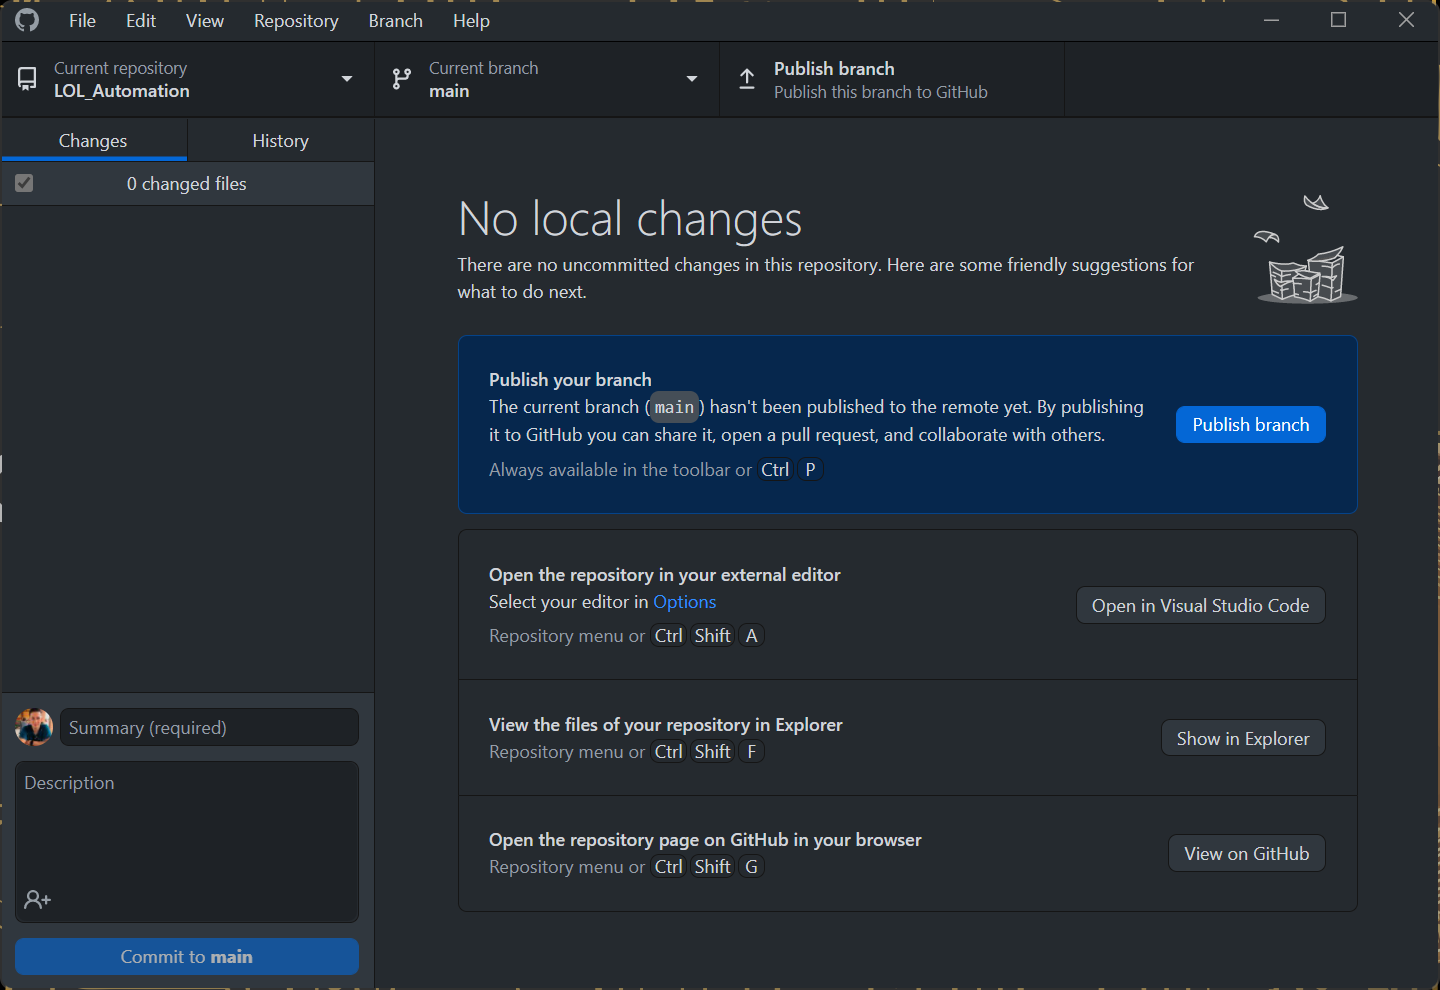 File Edit View Repository Branch Help
Current repository
LOL_Automation
Current branch
main
Publish branch
Publish this branch to GitHub
Changes
History
0 changed files
No local changes
There are no uncommitted changes in this repository. Here are some friendly suggestions for
what to do next.
Publish your branch
The current branch (main) hasn't been published to the remote yet. By publishing
it to GitHub you can share it, open a pull request, and collaborate with others.
Always available in the toolbar or Ctrl P
Publish branch
Open the repository in your external editor
Select your editor in Options
Repository menu or Ctrl Shift A
Open in Visual Studio Code
View the files of your repository in Explorer
Repository menu or Ctrl Shift F
Show in Explorer
Open the repository page on GitHub in your browser
Repository menu or Ctrl Shift G
View on GitHub
Summary (required)
Description
Commit to main